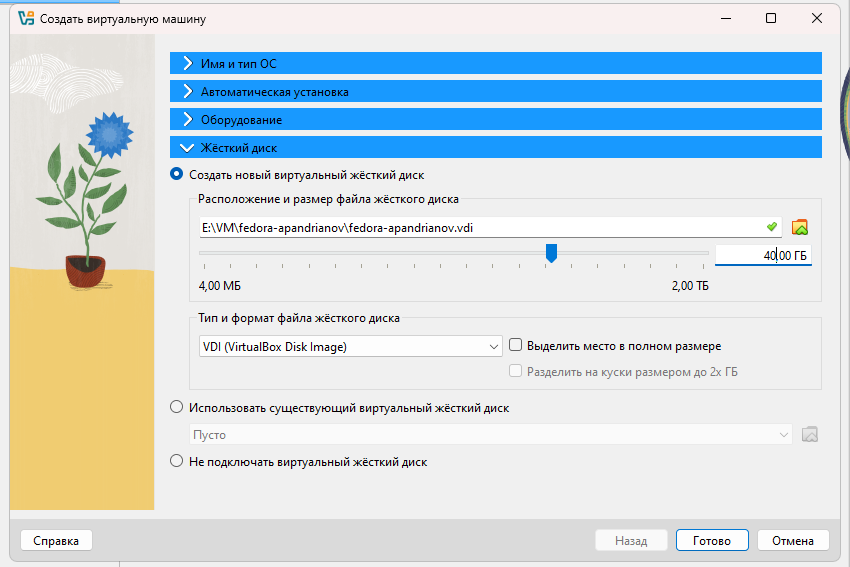 Создать виртуальную машину
Имя и тип ОС
Автоматическая установка
Оборудование
Жёсткий диск
Создать новый виртуальный жёсткий диск
Расположение и размер файла жёсткого диска
E:\VM\fedora-apandrianov\fedora-apandrianov.vdi
40,00 ГБ
4,00 МБ 2,00 ТБ
Тип и формат файла жёсткого диска
VDI (VirtualBox Disk Image) Выделить место в полном размере
Разделить на куски размером до 2х ГБ
Использовать существующий виртуальный жёсткий диск
Пусто
Не подключать виртуальный жёсткий диск
Справка Назад Готово Отмена